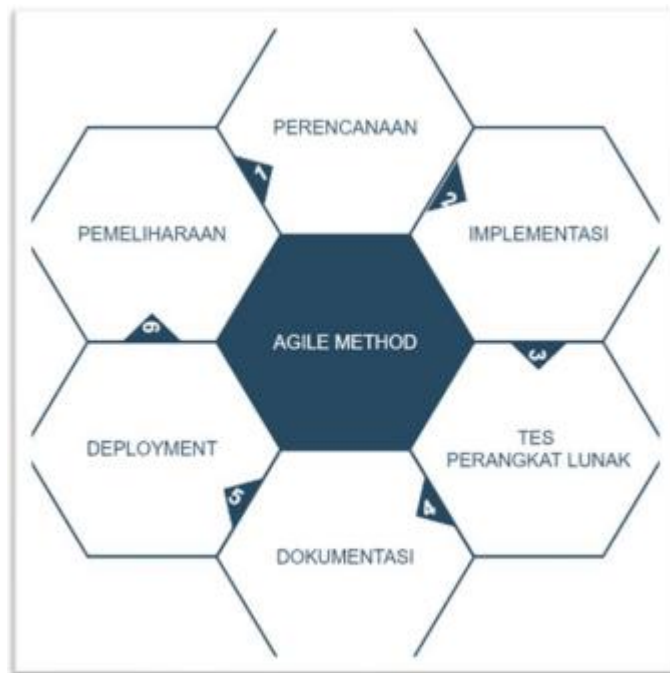 PERENCANAAN
1
2
PEMELIHARAAN
IMPLEMENTASI
6
AGILE METHOD
3
DEPLOYMENT
TES
PERANGKAT LUNAK
5
4
DOKUMENTASI